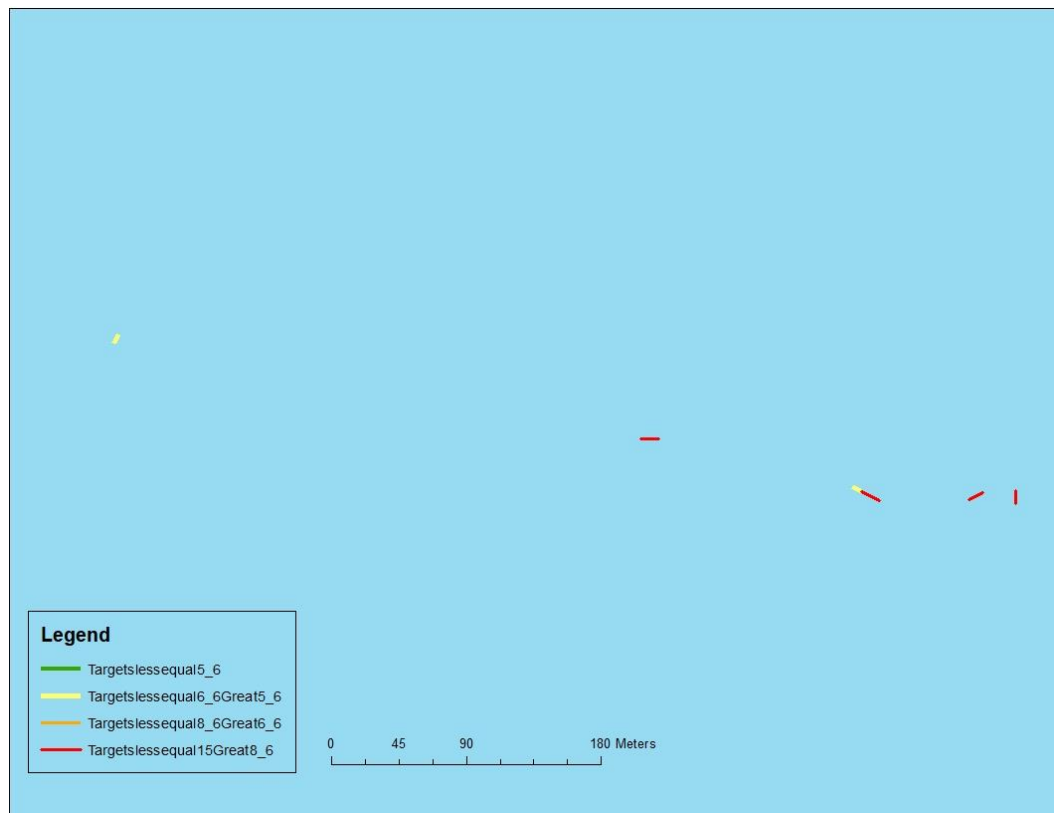 Legend
Targetslessequal5_6
Targetslessequal6_6Great5_6
Targetslessequal8_6Great6_6
Targetslessequal15Great8_6
0 45 90 180 Meters